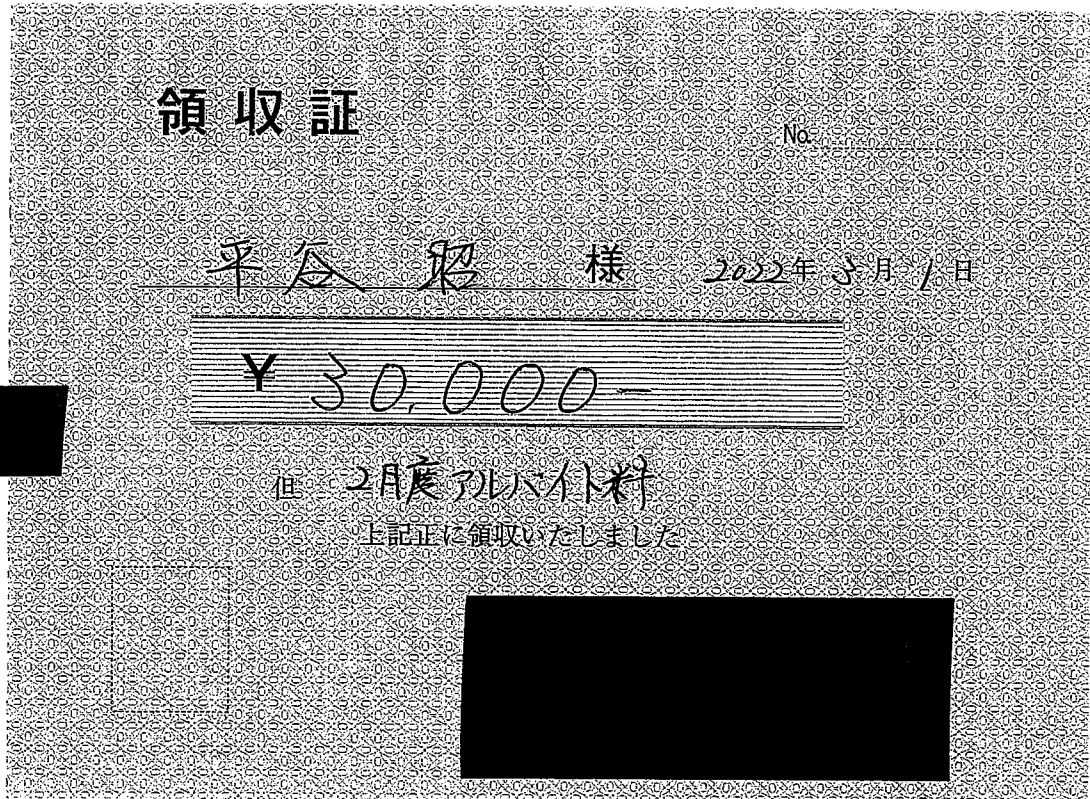 領収証
No.
平谷 昭 様 2022年3月1日
¥30,000-
但 2月度アルバイト料
上記正に領収いたしました